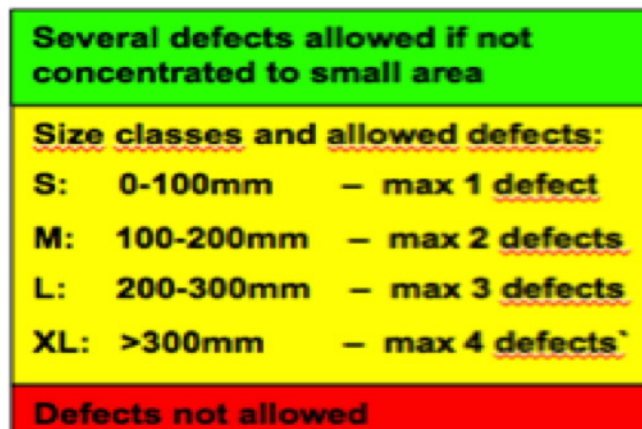 Several defects allowed if not
concentrated to small area
Size classes and allowed defects:
S: 0-100mm – max 1 defect
M: 100-200mm – max 2 defects
L: 200-300mm – max 3 defects
XL: >300mm – max 4 defects`
Defects not allowed